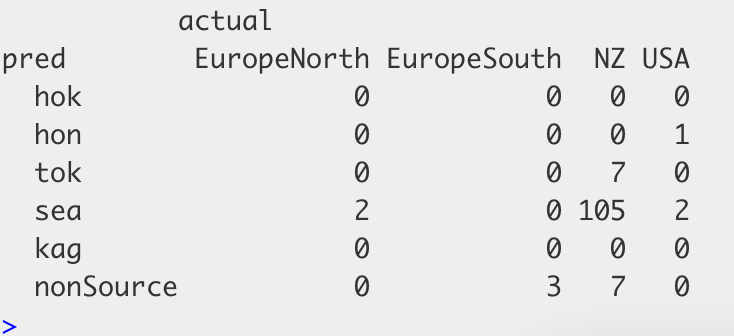 actual
pred EuropeNorth EuropeSouth NZ USA
hok 0 0 0 0
hon 0 0 0 1
tok 0 0 7 0
sea 2 0 105 2
kag 0 0 0 0
nonSource 0 3 7 0
>